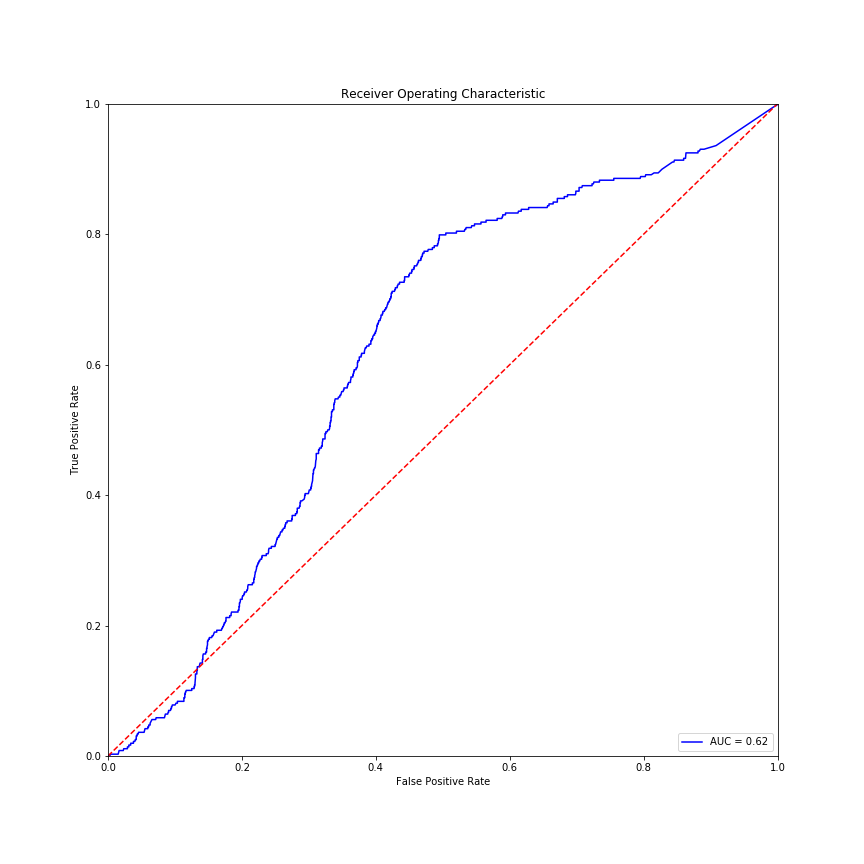 Receiver Operating Characteristic
1.0
0.8
0.6
0.4
0.2
0.0
True Positive Rate
AUC = 0.62
0.0 0.2 0.4 0.6 0.8 1.0
False Positive Rate